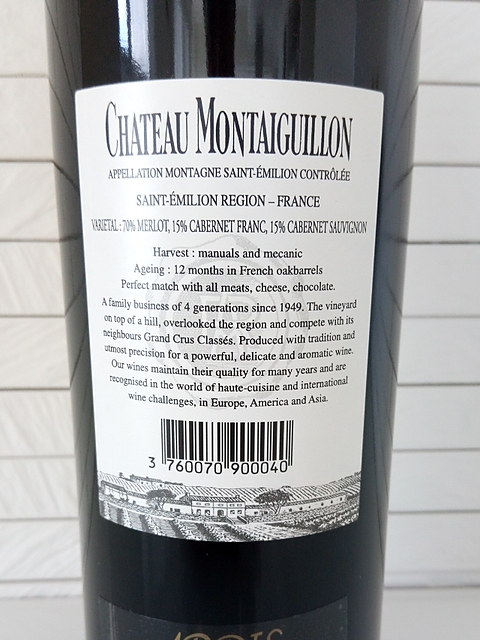 CHATEAU MONTAIGUILLON
APPELLATION MONTAGNE SAINT-ÉMILION CONTRÔLÉE
SAINT-ÉMILION REGION – FRANCE
VARIETAL : 70% MERLOT, 15% CABERNET FRANC, 15% CABERNET SAUVIGNON
Harvest : manuals and mecanic
Ageing : 12 months in French oakbarrels
Perfect match with all meats, cheese, chocolate.
A family business of 4 generations since 1949. The vineyard
on top of a hill, overlooked the region and compete with its
neighbours Grand Crus Classés. Produced with tradition and
utmost precision for a powerful, delicate and aromatic wine.
Our wines maintain their quality for many years and are
recognised in the world of haute-cuisine and international
wine challenges, in Europe, America and Asia.
3 760070 900040